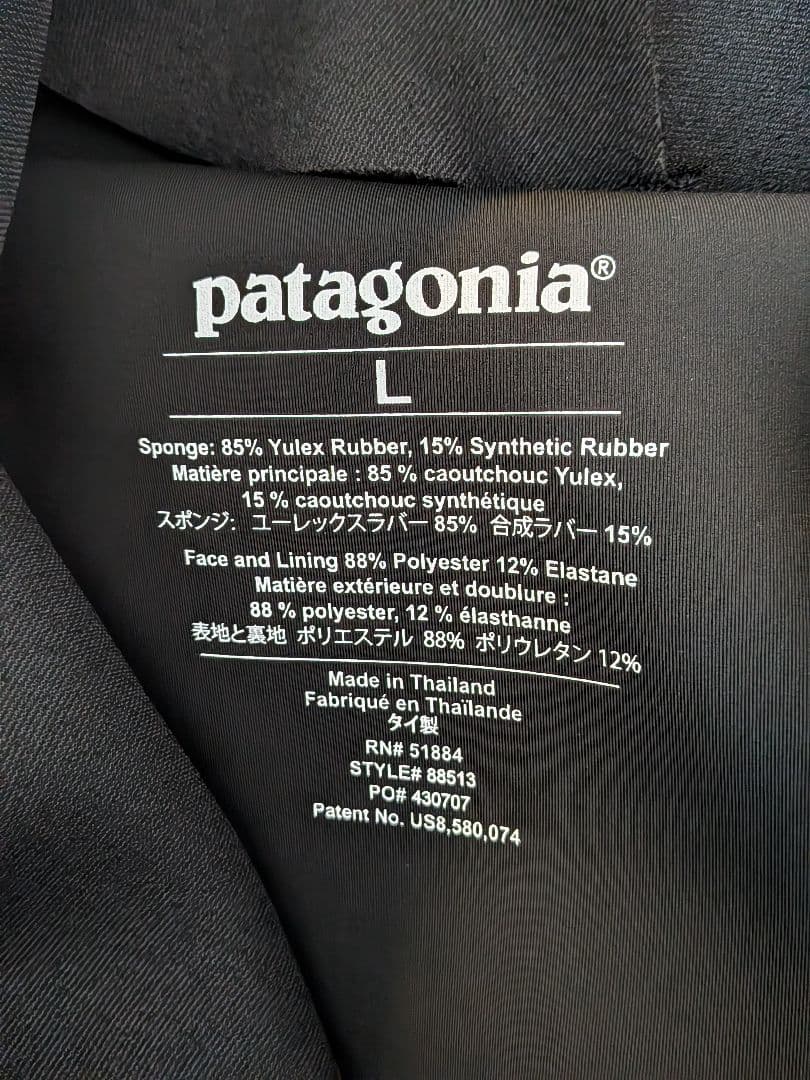 patagonia®
L
Sponge: 85% Yulex Rubber, 15% Synthetic Rubber
Matière principale : 85 % caoutchouc Yulex,
15 % caoutchouc synthétique
スポンジ: ユーレックスラバー 85% 合成ラバー 15%
Face and Lining 88% Polyester 12% Elastane
Matière extérieure et doublure :
88 % polyester, 12 % élasthanne
表地と裏地 ポリエステル 88% ポリウレタン 12%
Made in Thailand
Fabriqué en Thaïlande
タイ製
RN# 51884
STYLE# 88513
PO# 430707
Patent No. US8,580,074